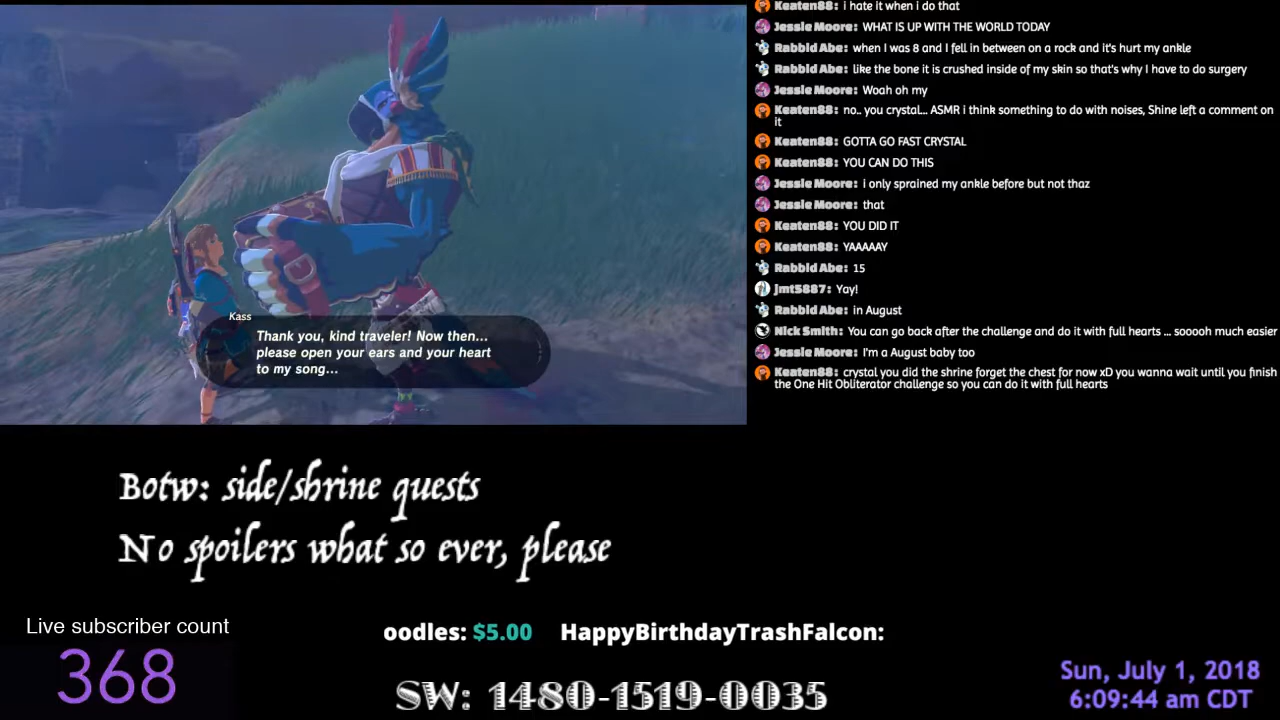 Keaten88: i hate it when i do that
Jessie Moore: WHAT IS UP WITH THE WORLD TODAY
Rabbid Abe: when I was 8 and I fell in between on a rock and it's hurt my ankle
Rabbid Abe: like the bone it is crushed inside of my skin so that's why I have to do surgery
Jessie Moore: Woah oh my
Keaten88: no.. you crystal... ASMR i think something to do with noises, Shine left a comment on
it
Keaten88: GOTTA GO FAST CRYSTAL
Keaten88: YOU CAN DO THIS
Jessie Moore: i only sprained my ankle before but not thaz
Jessie Moore: that
Keaten88: YOU DID IT
Keaten88: YAAAAAY
Rabbid Abe: 15
jmt5887: Yay!
Rabbid Abe: in August
Nick Smith: You can go back after the challenge and do it with full hearts ... sooooh much easier
Jessie Moore: I'm a August baby too
Keaten88: crystal you did the shrine forget the chest for now xD you wanna wait until you finish
the One Hit Obliterator challenge so you can do it with full hearts
Kass
Thank you, kind traveler! Now then...
please open your ears and your heart
to my song...
Botw: side/shrine quests
No spoilers what so ever, please
Live subscriber count
368
oodles: $5.00 HappyBirthdayTrashFalcon:
SW: 1480-1519-0035
Sun, July 1, 2018
6:09:44 am CDT